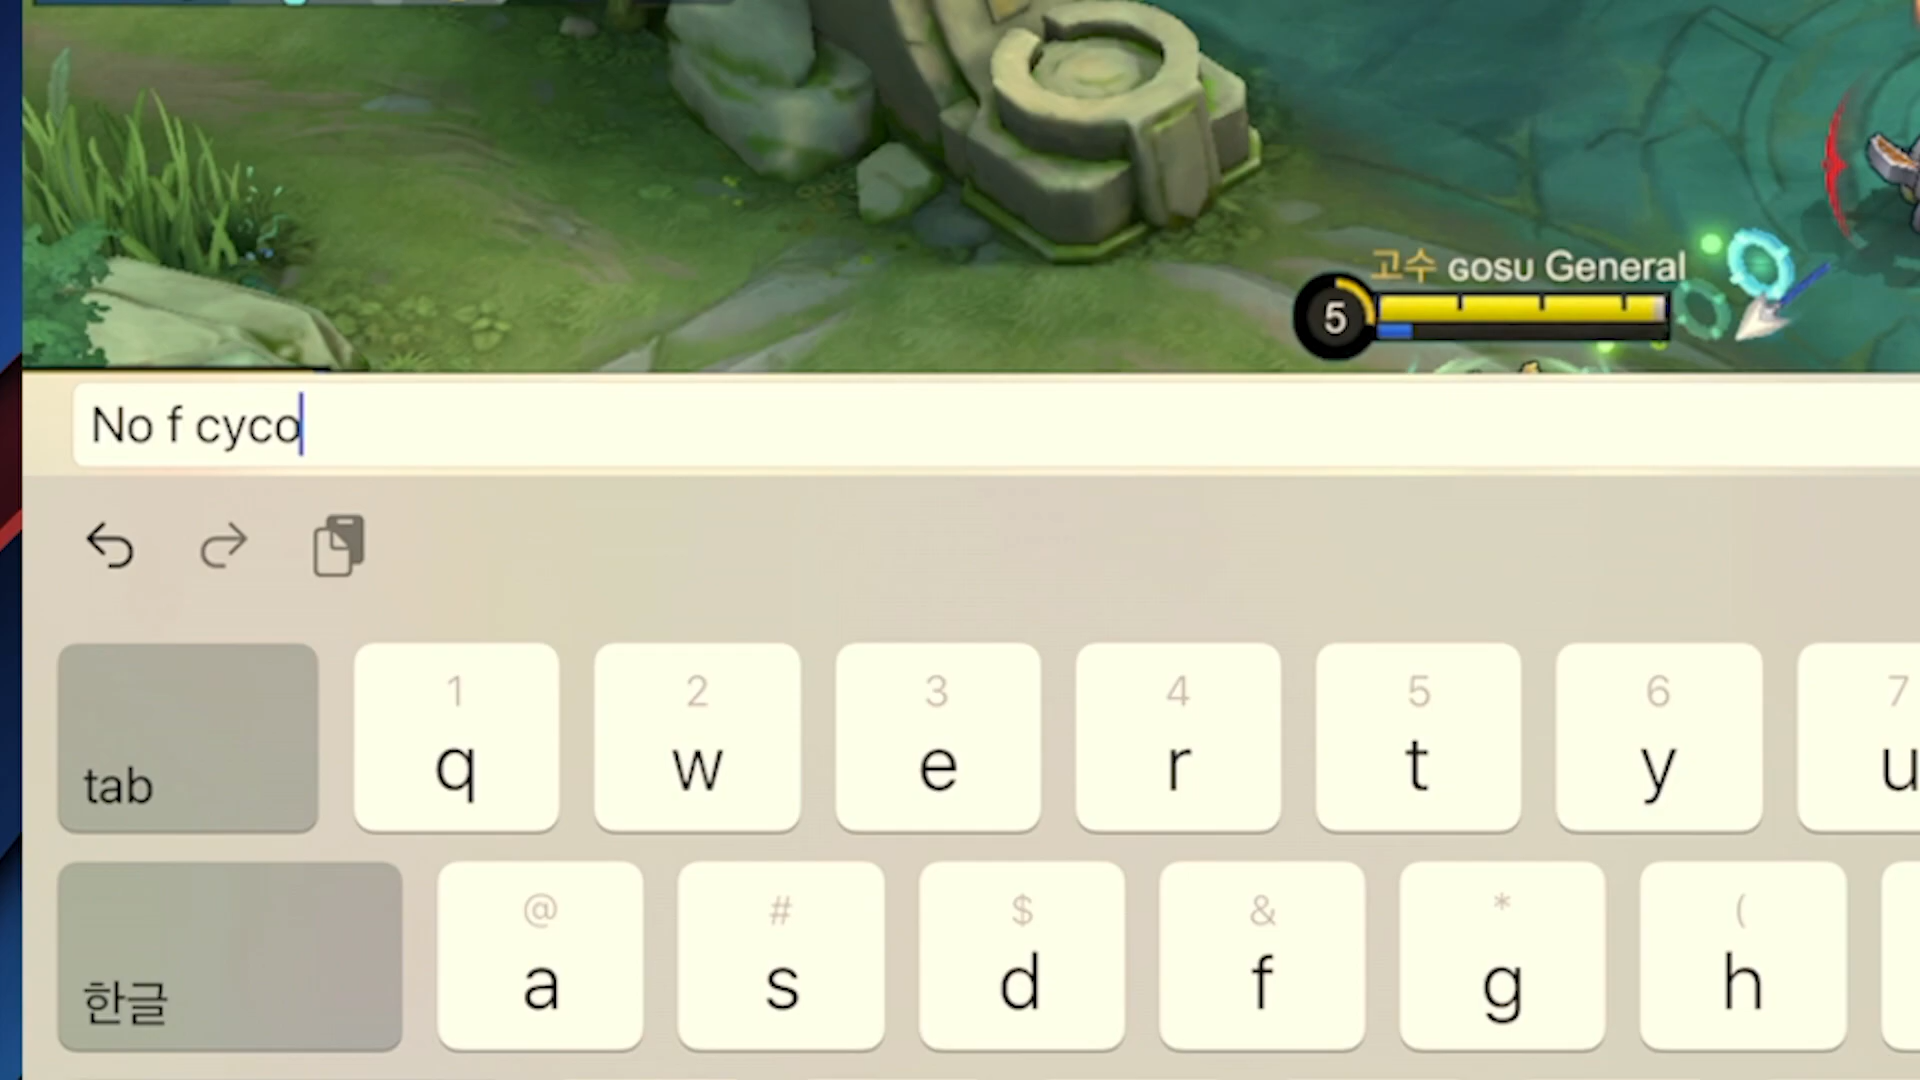 고수 GOSU General
5
No f cyco
1 2 3 4 5 6 7
tab q w e r t y u
@ # $ & * (
한글 a s d f g h